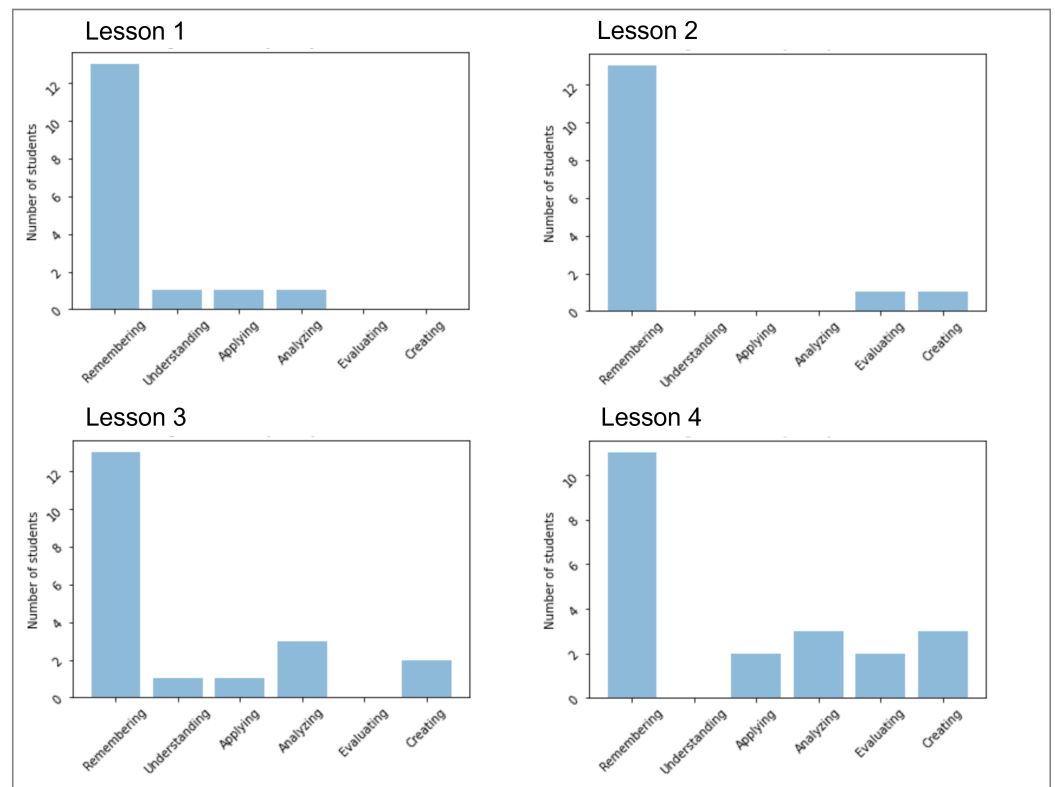 Lesson 1
Number of students
12
10
8
6
4
2
0
Remembering
Understanding
Applying
Analyzing
Evaluating
Creating
Lesson 2
Number of students
12
10
8
6
4
2
0
Remembering
Understanding
Applying
Analyzing
Evaluating
Creating
Lesson 3
Number of students
12
10
8
6
4
2
0
Remembering
Understanding
Applying
Analyzing
Evaluating
Creating
Lesson 4
Number of students
10
8
6
4
2
0
Remembering
Understanding
Applying
Analyzing
Evaluating
Creating